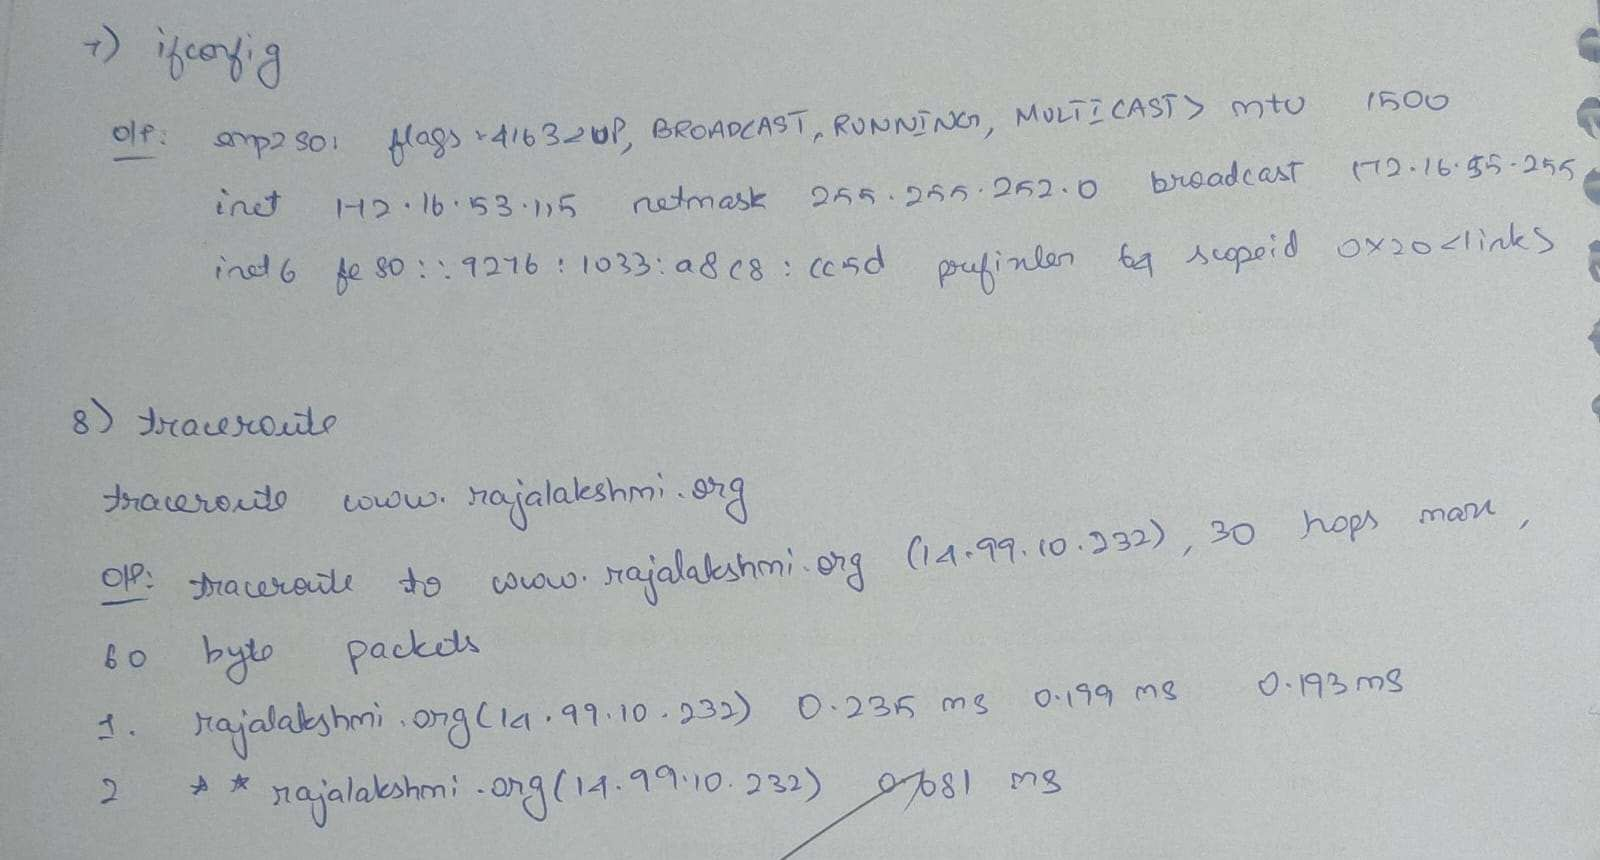 7) ifconfig
o/p: enp2s0: flags=4163<UP, BROADCAST, RUNNING, MULTICAST> mtu 1500
inet 172.16.53.115 netmask 255.255.252.0 broadcast 172.16.55.255
inet6 fe80::9276:1033:a8c8:cc5d prefixlen 64 scopeid 0x20<link>
8) traceroute
traceroute www.rajalakshmi.org
O/P: traceroute to www.rajalakshmi.org (14.99.10.232), 30 hops max,
60 byte packets
1. rajalakshmi.org(14.99.10.232) 0.235 ms 0.199 ms 0.193 ms
2 * * rajalakshmi.org(14.99.10.232) 0.681 ms